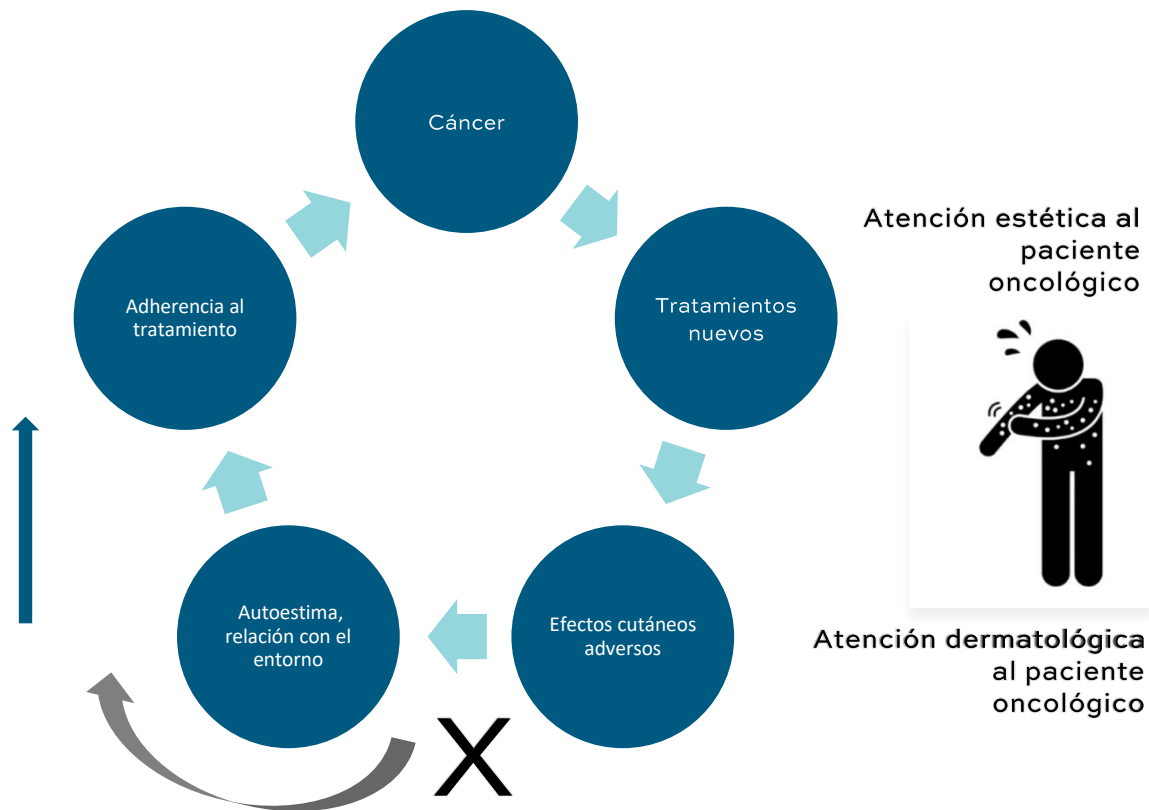 Cáncer
Tratamientos
nuevos
Efectos cutáneos
adversos
Autoestima,
relación con el
entorno
Adherencia al
tratamiento
X
Atención estética al
paciente
oncológico
Atención dermatológica
al paciente
oncológico